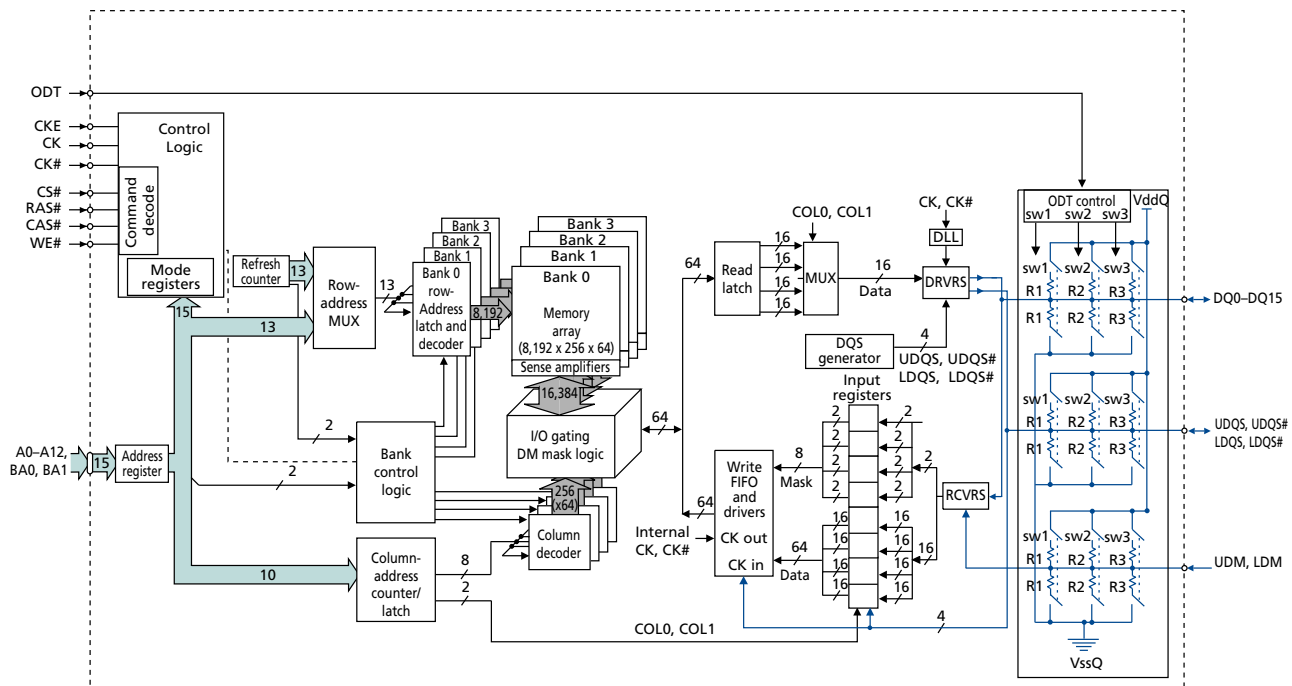 ODT
CKE
CK
CK#
CS#
RAS#
CAS#
WE#
Control
Logic
Command
decode
Mode
registers
15
Refresh
counter
13
13
Row-
address
MUX
13
Bank 3
Bank 2
Bank 1
Bank 0
row-
Address
latch and
decoder
8,192
Bank 3
Bank 2
Bank 1
Bank 0
Memory
array
(8,192 x 256 x 64)
Sense amplifiers
16,384
I/O gating
DM mask logic
256
(x64)
Column
decoder
A0–A12,
BA0, BA1
15
Address
register
2
2
Bank
control
logic
10
Column-
address
counter/
latch
8
2
COL0, COL1
64
64
64
Read
latch
16
16
16
16
COL0, COL1
MUX
16
Data
CK, CK#
DLL
DRVRS
DQS
generator
4
UDQS, UDQS#
LDQS, LDQS#
Input
registers
2
2
2
2
2
2
2
2
2
8
Mask
Write
FIFO
and
drivers
CK out
CK in
Internal
CK, CK#
64
Data
16
16
16
16
16
16
16
16
16
RCVRS
4
ODT control
VddQ
sw1 sw2 sw3
sw1 sw2 sw3
R1 R2 R3
R1 R2 R3
sw1 sw2 sw3
R1 R2 R3
R1 R2 R3
sw1 sw2 sw3
R1 R2 R3
R1 R2 R3
VssQ
DQ0–DQ15
UDQS, UDQS#
LDQS, LDQS#
UDM, LDM